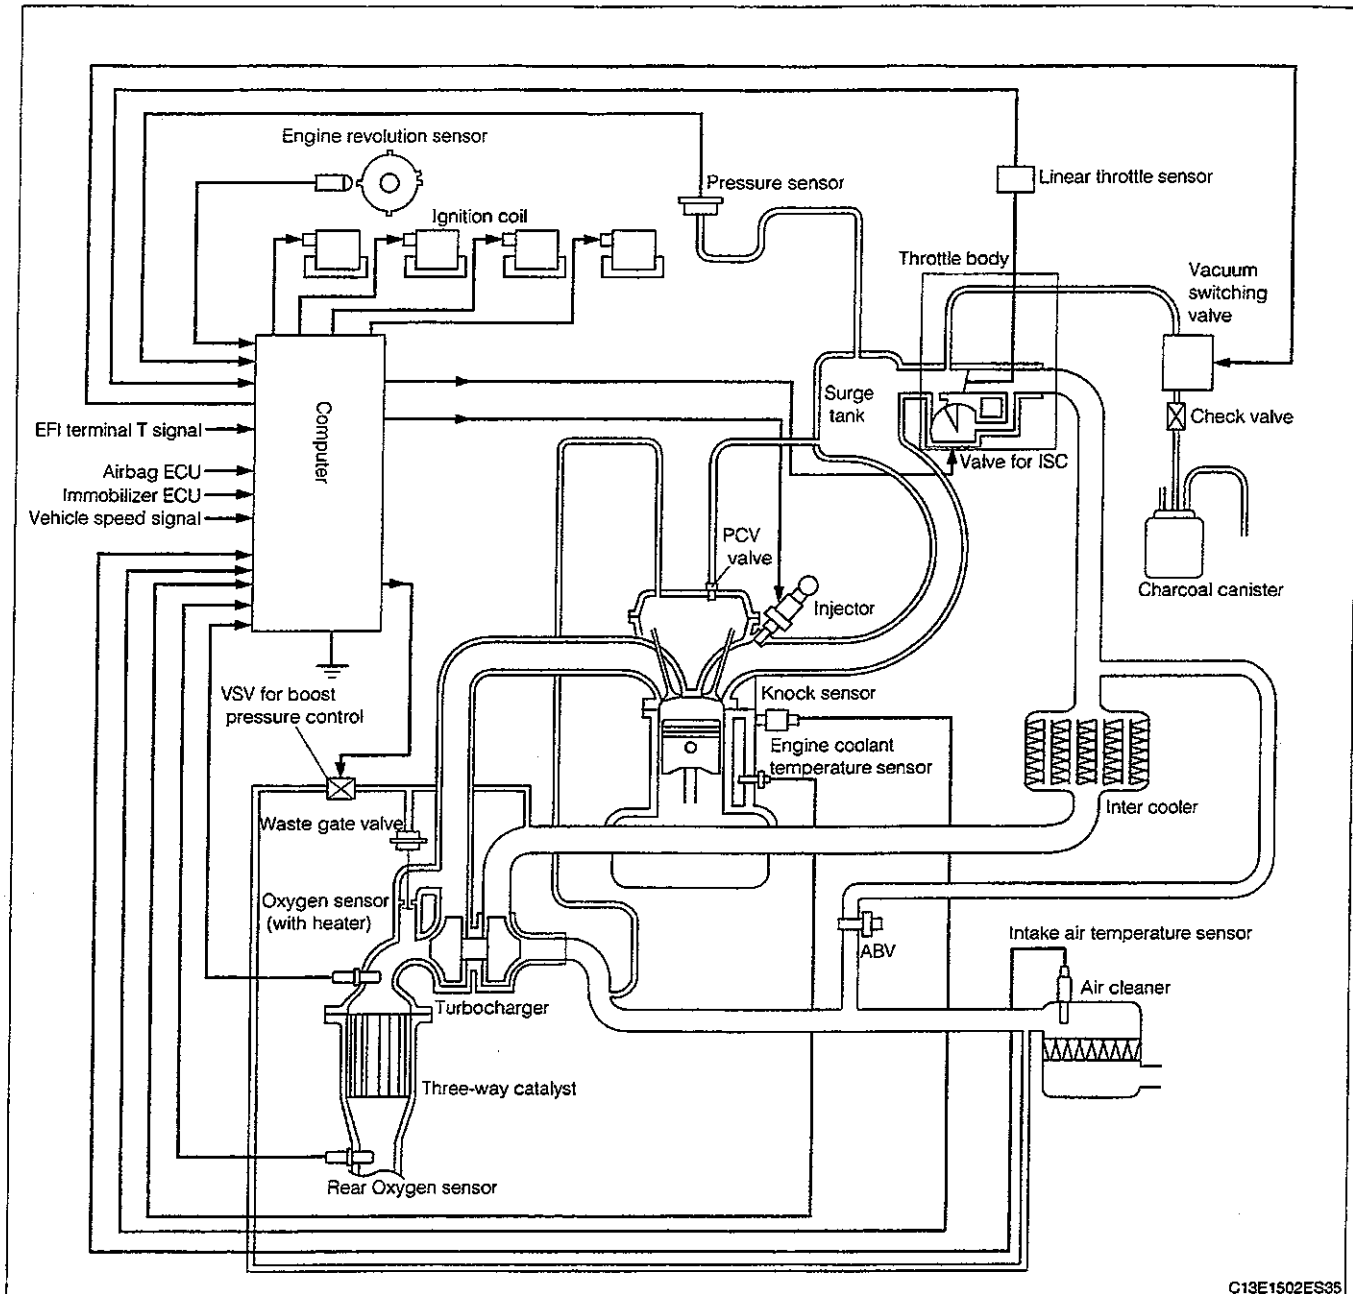 Engine revolution sensor
Pressure sensor
Linear throttle sensor
Ignition coil
Throttle body
Vacuum
switching
valve
Computer
Surge
tank
Check valve
EFI terminal T signal
Valve for ISC
Airbag ECU
Immobilizer ECU
Vehicle speed signal
PCV
valve
Charcoal canister
Injector
VSV for boost
pressure control
Knock sensor
Engine coolant
temperature sensor
Inter cooler
Waste gate valve
Oxygen sensor
(with heater)
ABV
Intake air temperature sensor
Air cleaner
Turbocharger
Three-way catalyst
Rear Oxygen sensor
C13E1502ES35